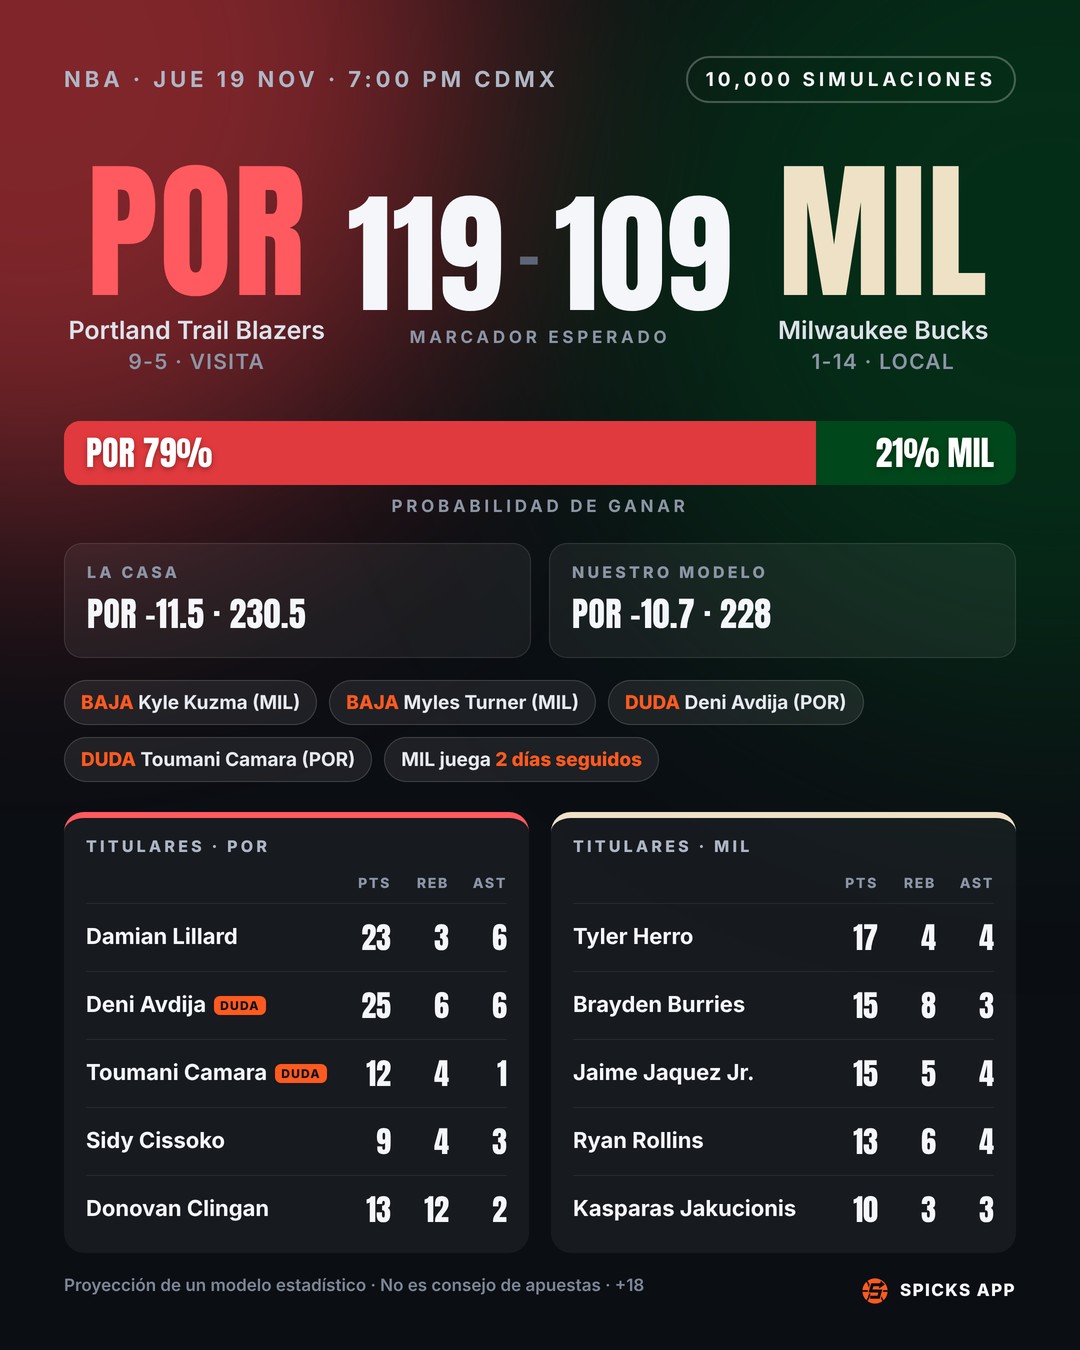 NBA · JUE 19 NOV · 7:00 PM CDMX
10,000 SIMULACIONES
POR
119 - 109
MIL
Portland Trail Blazers
9-5 · VISITA
MARCADOR ESPERADO
Milwaukee Bucks
1-14 · LOCAL
POR 79%
21% MIL
PROBABILIDAD DE GANAR
LA CASA
POR -11.5 · 230.5
NUESTRO MODELO
POR -10.7 · 228
BAJA Kyle Kuzma (MIL)
BAJA Myles Turner (MIL)
DUDA Deni Avdija (POR)
DUDA Toumani Camara (POR)
MIL juega 2 días seguidos
TITULARES · POR
PTS REB AST
Damian Lillard 23 3 6
Deni Avdija DUDA 25 6 6
Toumani Camara DUDA 12 4 1
Sidy Cissoko 9 4 3
Donovan Clingan 13 12 2
TITULARES · MIL
PTS REB AST
Tyler Herro 17 4 4
Brayden Burries 15 8 3
Jaime Jaquez Jr. 15 5 4
Ryan Rollins 13 6 4
Kasparas Jakucionis 10 3 3
Proyección de un modelo estadístico · No es consejo de apuestas · +18
SPICKS APP